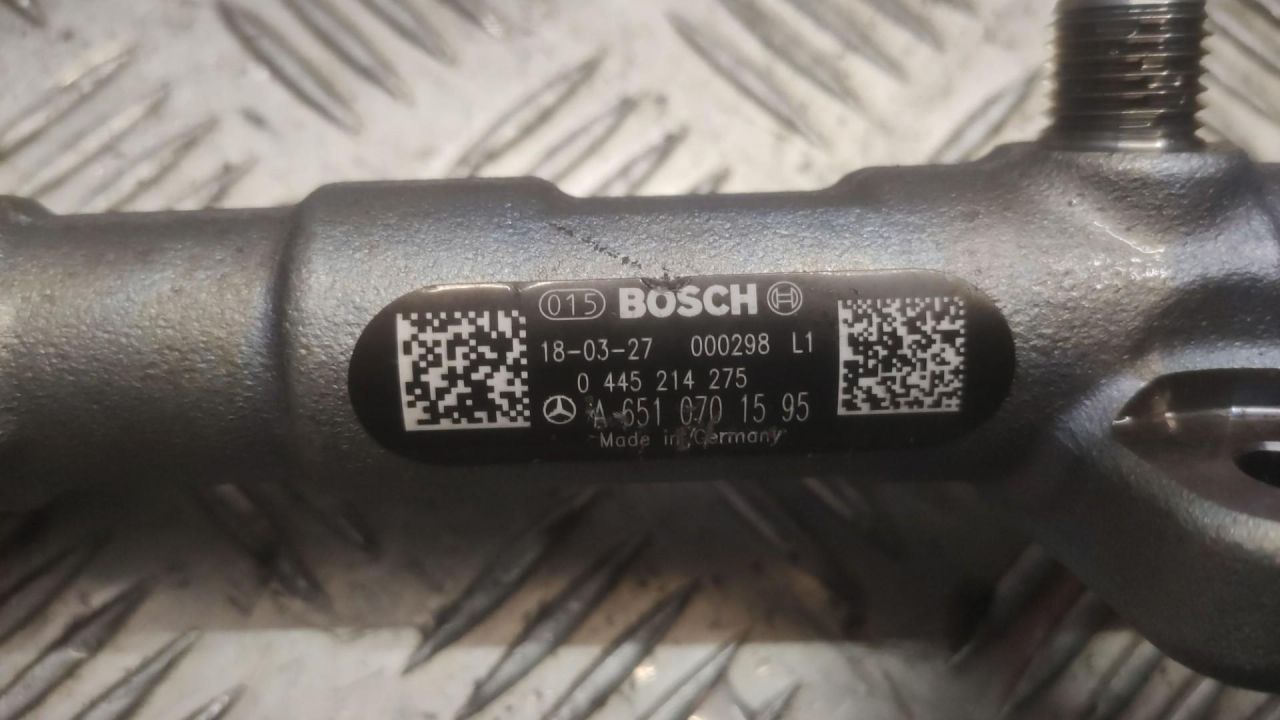 015 BOSCH
18-03-27 000298 L1
0 445 214 275
A 651 070 15 95
Made in Germany